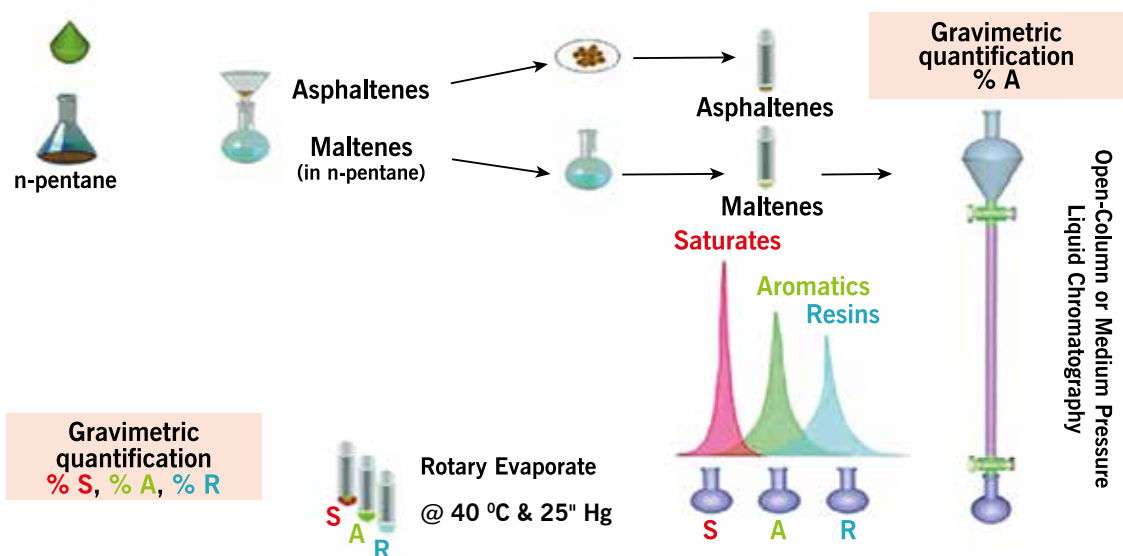 n-pentane
Asphaltenes
Maltenes
(in n-pentane)
Asphaltenes
Maltenes
Gravimetric
quantification
% A
Open-Column or Medium Pressure
Liquid Chromatography
Saturates
Aromatics
Resins
S
A
R
Rotary Evaporate
@ 40 ⁰C & 25" Hg
S
A
R
Gravimetric
quantification
% S, % A, % R